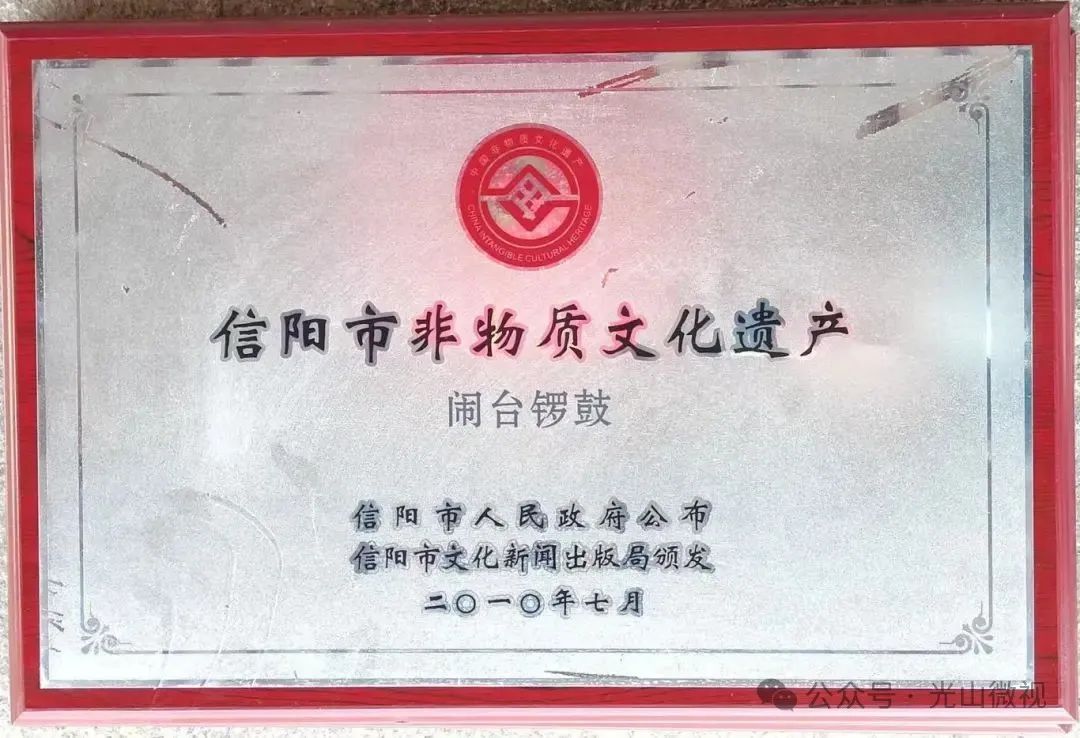 中国非物质文化遗产
CHINA INTANGIBLE CULTURAL HERITAGE
信阳市非物质文化遗产
闹台锣鼓
信阳市人民政府公布
信阳市文化新闻出版局颁发
二〇一〇年七月
公众号·光山微视